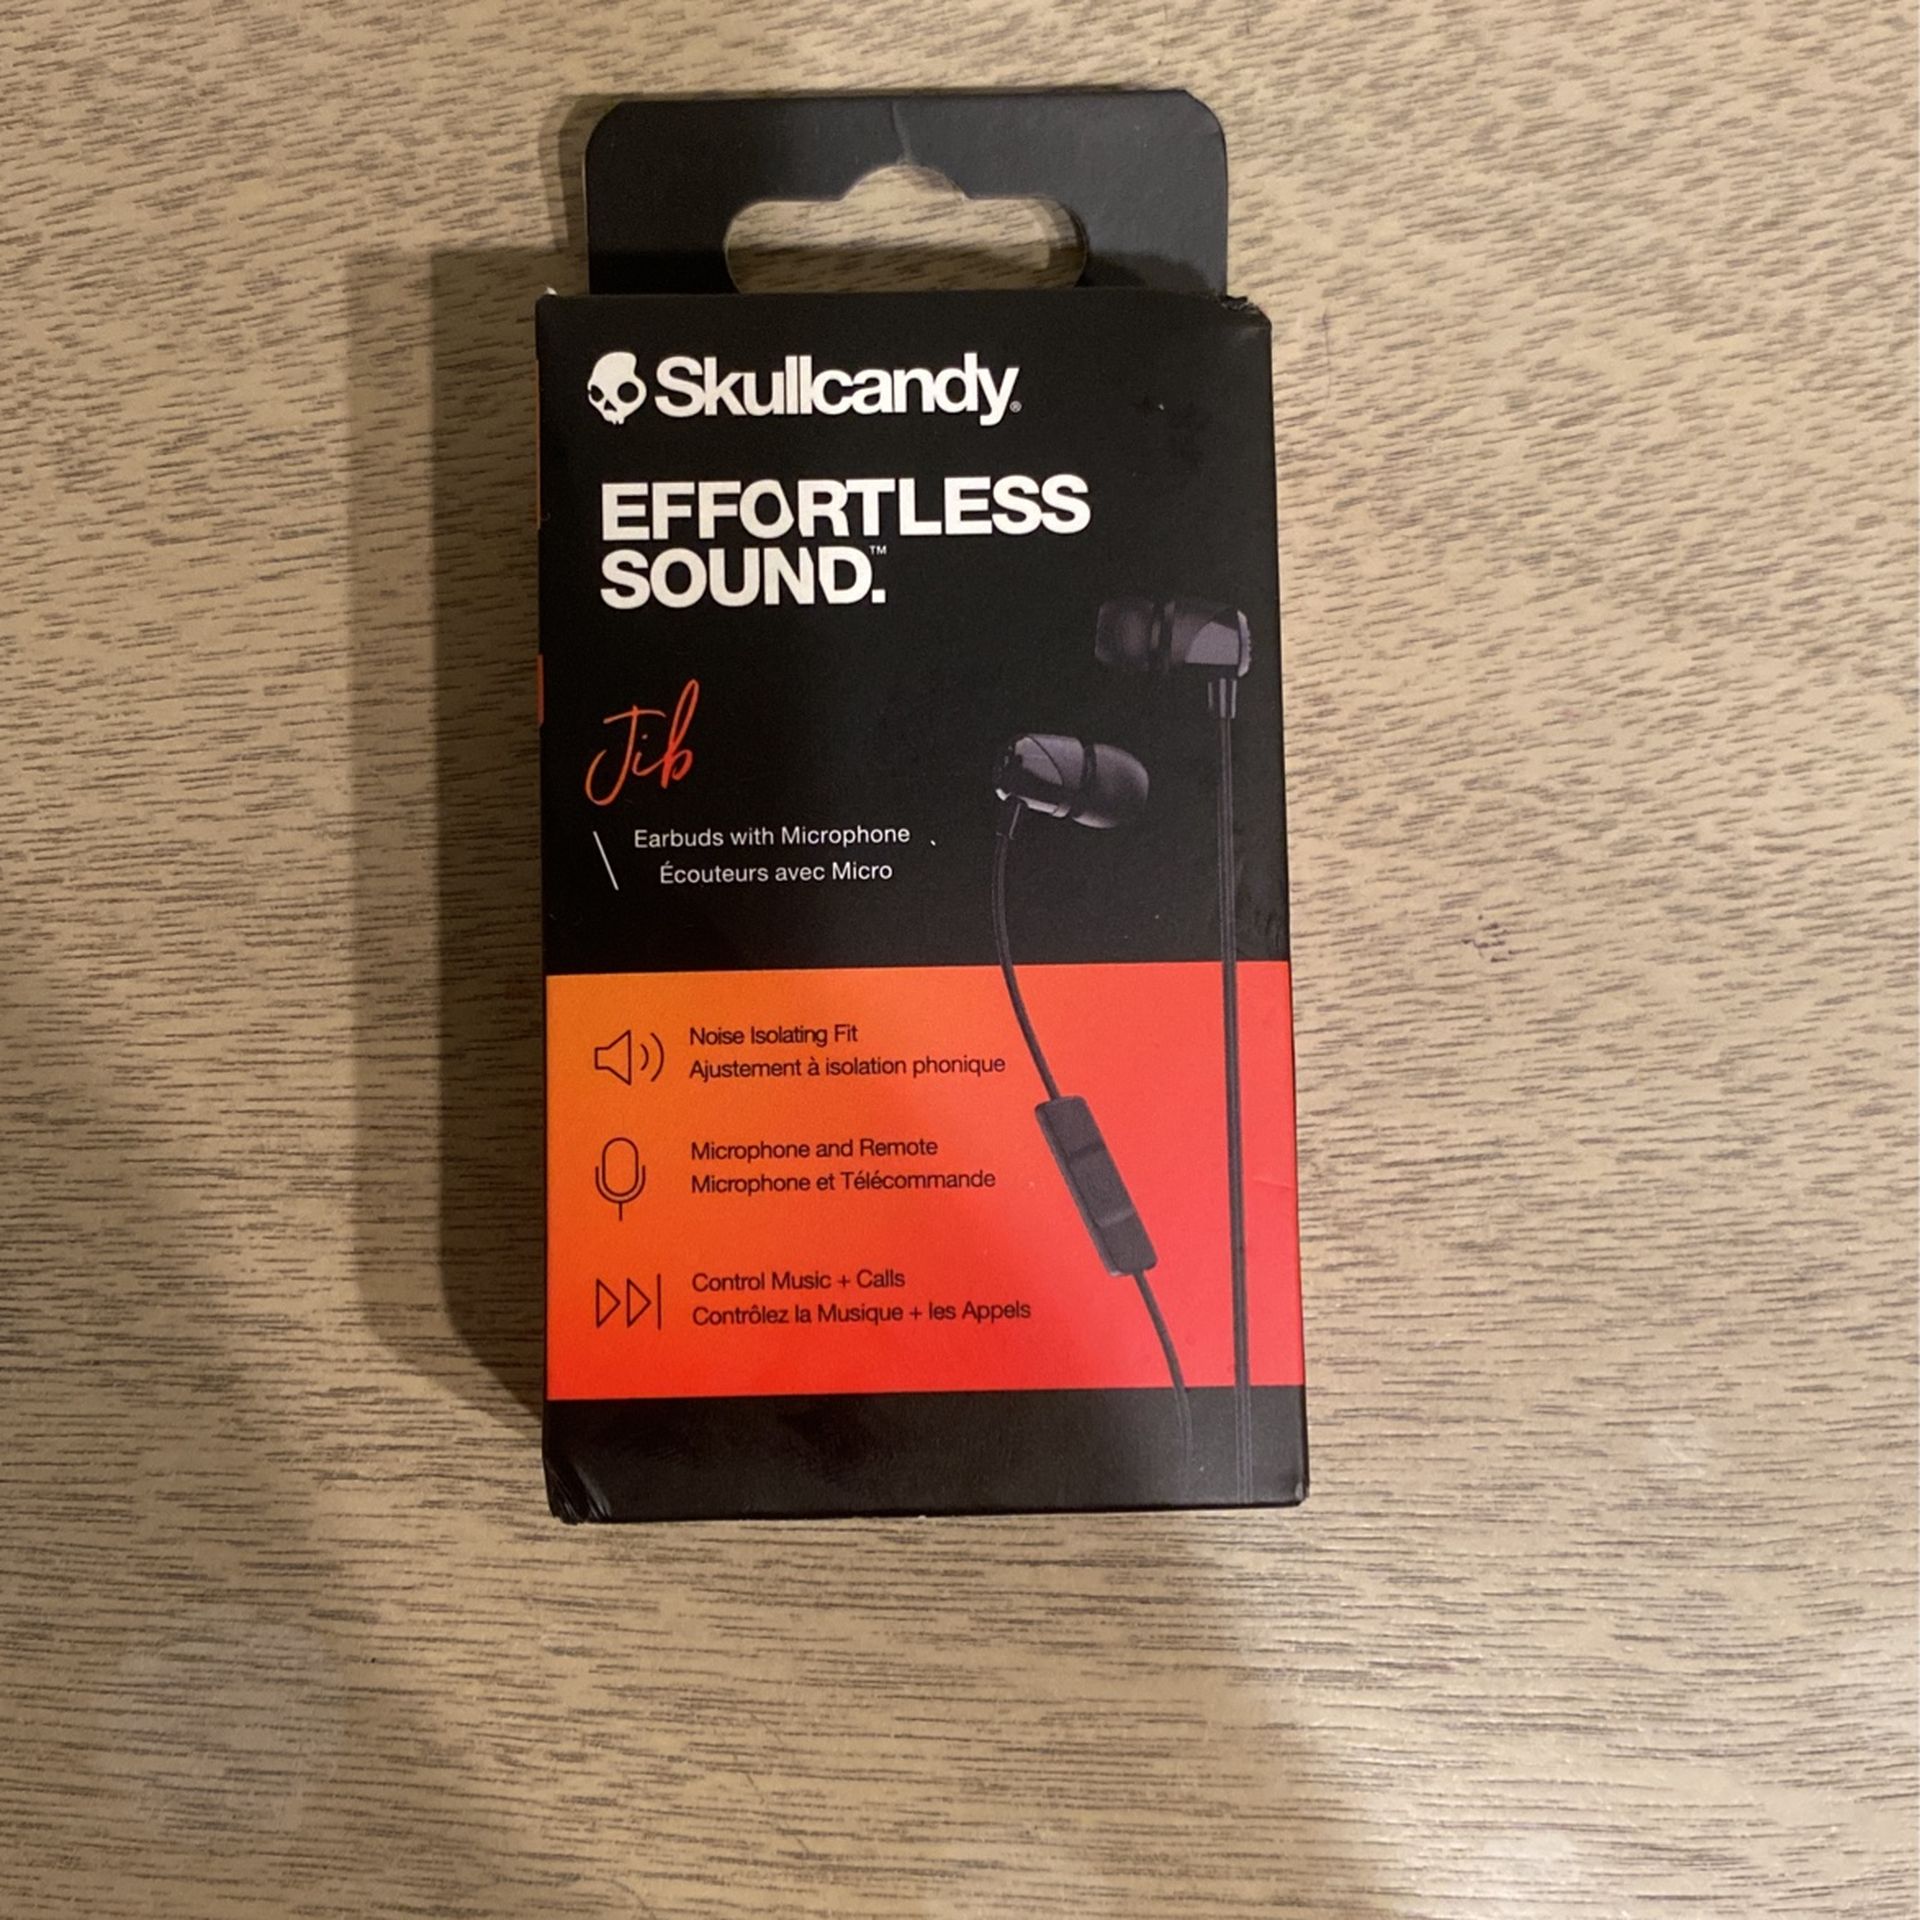 Skullcandy®
EFFORTLESS
SOUND.™
Jib
Earbuds with Microphone
Écouteurs avec Micro
Noise Isolating Fit
Ajustement à isolation phonique
Microphone and Remote
Microphone et Télécommande
Control Music + Calls
Contrôlez la Musique + les Appels